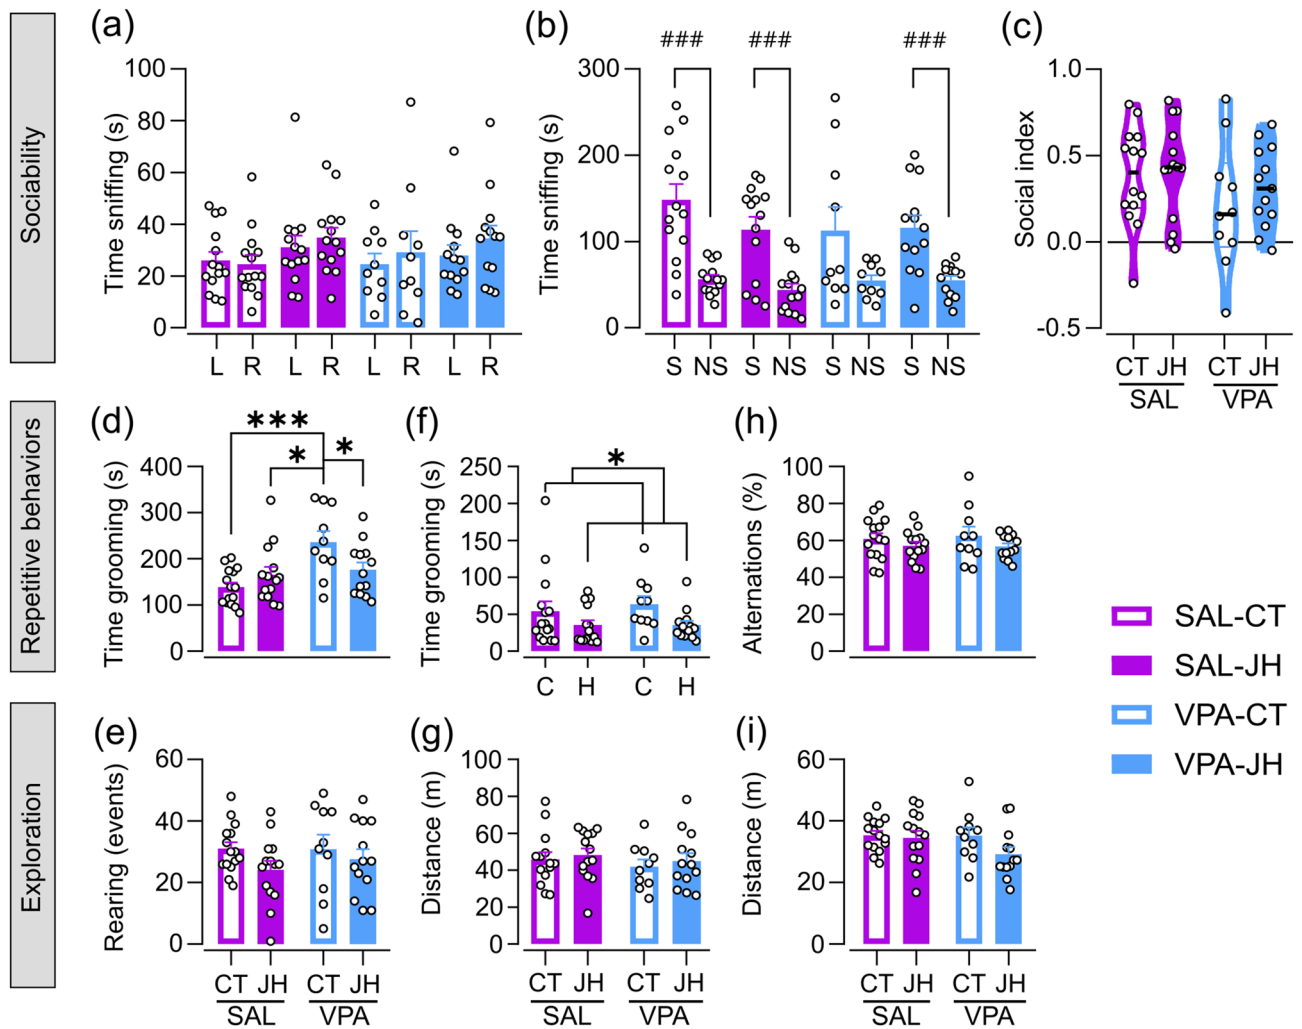 Sociability
(a)
Time sniffing (s)
100
80
60
40
20
0
L R L R L R L R
(b)
### ### ###
Time sniffing (s)
300
200
100
0
S NS S NS S NS S NS
(c)
Social index
1.0
0.5
0.0
-0.5
CT JH CT JH
SAL VPA
Repetitive behaviors
(d)
*** * *
Time grooming (s)
400
300
200
100
0
(f)
*
Time grooming (s)
250
200
150
100
50
0
C H C H
(h)
Alternations (%)
100
80
60
40
20
0
SAL-CT
SAL-JH
VPA-CT
VPA-JH
Exploration
(e)
Rearing (events)
60
40
20
0
CT JH CT JH
SAL VPA
(g)
Distance (m)
100
80
60
40
20
0
CT JH CT JH
SAL VPA
(i)
Distance (m)
60
40
20
0
CT JH CT JH
SAL VPA